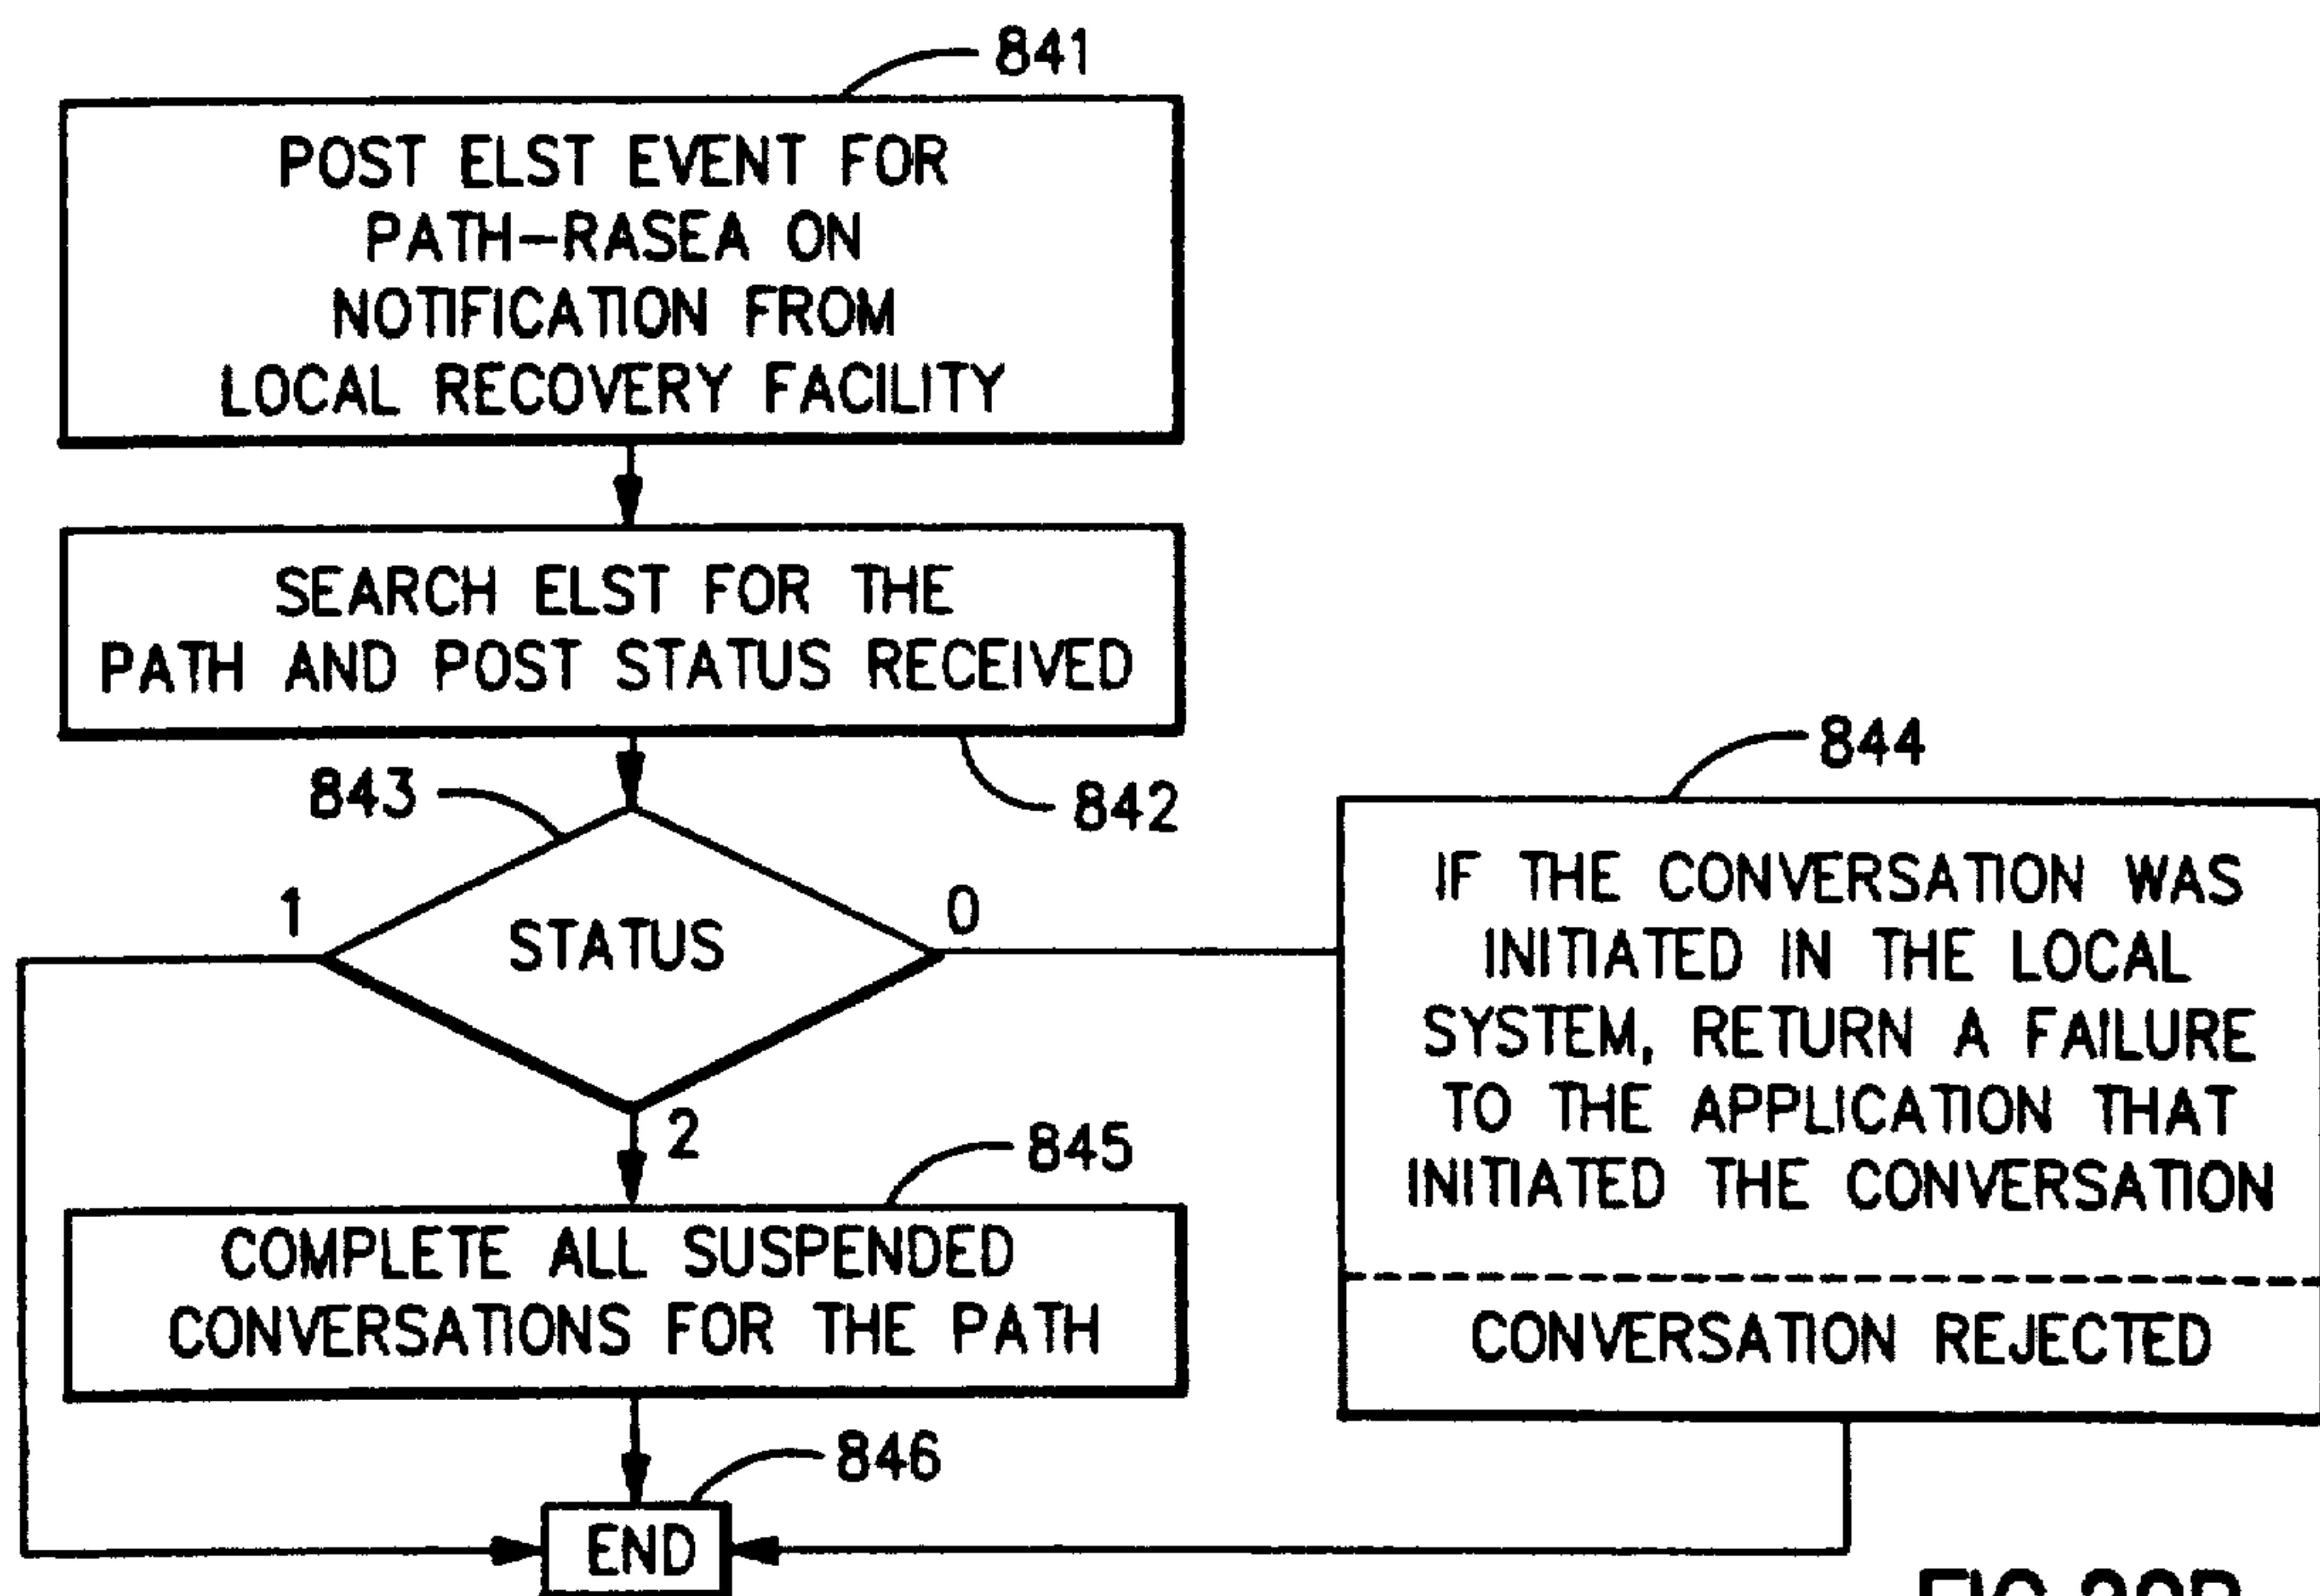 841
POST ELST EVENT FOR
PATH-RASEA ON
NOTIFICATION FROM
LOCAL RECOVERY FACILITY
SEARCH ELST FOR THE
PATH AND POST STATUS RECEIVED
842
843
STATUS
1
0
2
844
IF THE CONVERSATION WAS
INITIATED IN THE LOCAL
SYSTEM, RETURN A FAILURE
TO THE APPLICATION THAT
INITIATED THE CONVERSATION
CONVERSATION REJECTED
845
COMPLETE ALL SUSPENDED
CONVERSATIONS FOR THE PATH
846
END